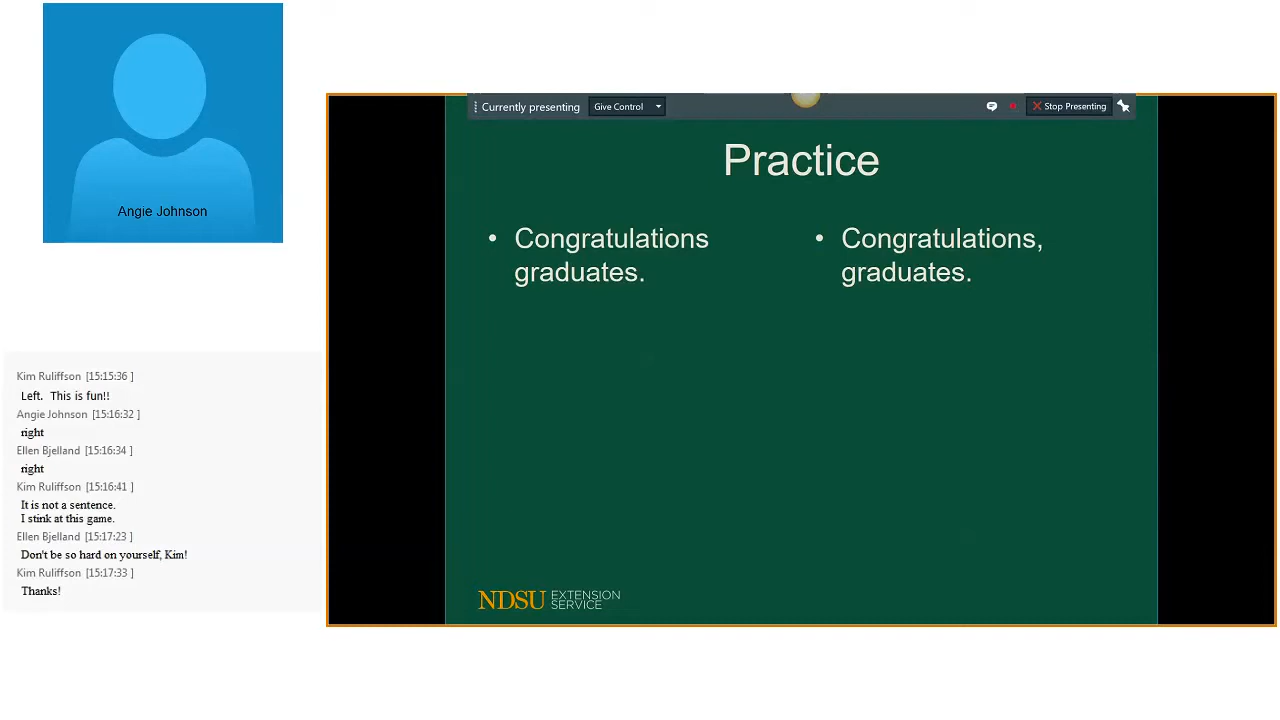 Angie Johnson
Kim Ruliffson [15:15:36 ]
Left. This is fun!!
Angie Johnson [15:16:32 ]
right
Ellen Bjelland [15:16:34 ]
right
Kim Ruliffson [15:16:41 ]
It is not a sentence.
I stink at this game.
Ellen Bjelland [15:17:23 ]
Don't be so hard on yourself, Kim!
Kim Ruliffson [15:17:33 ]
Thanks!
Currently presenting Give Control Stop Presenting
Practice
• Congratulations
graduates.
• Congratulations,
graduates.
NDSU EXTENSION
SERVICE